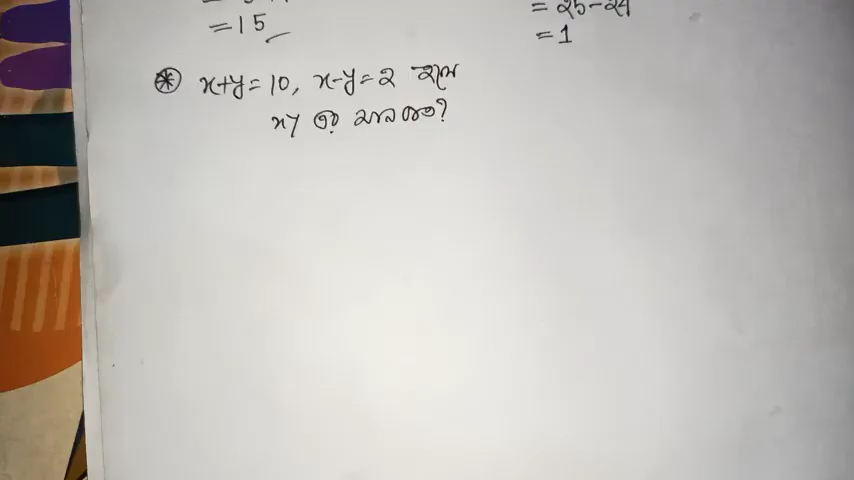 = 15
= 25 - 24
= 1
x+y = 10, x-y = 2 হলে
xy এর মান কত?